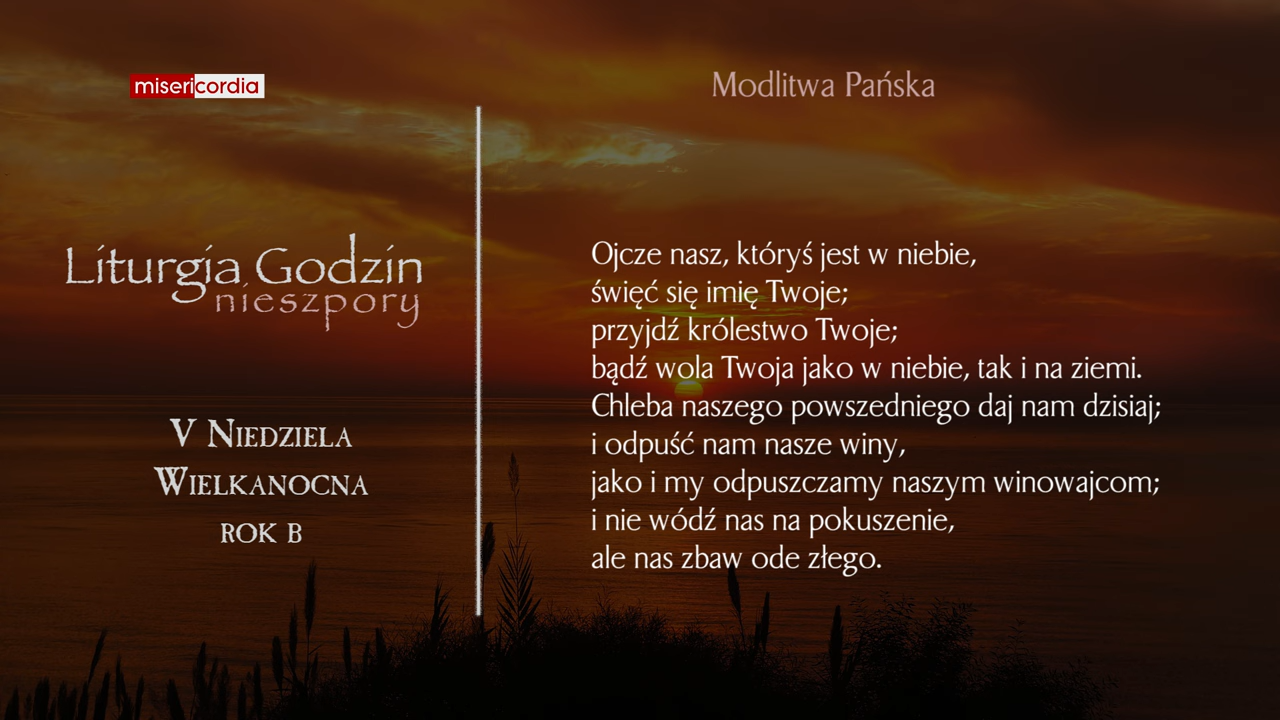 misericordia
Liturgia Godzin
nieszpory
V Niedziela
Wielkanocna
rok B
Modlitwa Pańska
Ojcze nasz, któryś jest w niebie,
święć się imię Twoje;
przyjdź królestwo Twoje;
bądź wola Twoja jako w niebie, tak i na ziemi.
Chleba naszego powszedniego daj nam dzisiaj;
i odpuść nam nasze winy,
jako i my odpuszczamy naszym winowajcom;
i nie wódź nas na pokuszenie,
ale nas zbaw ode złego.